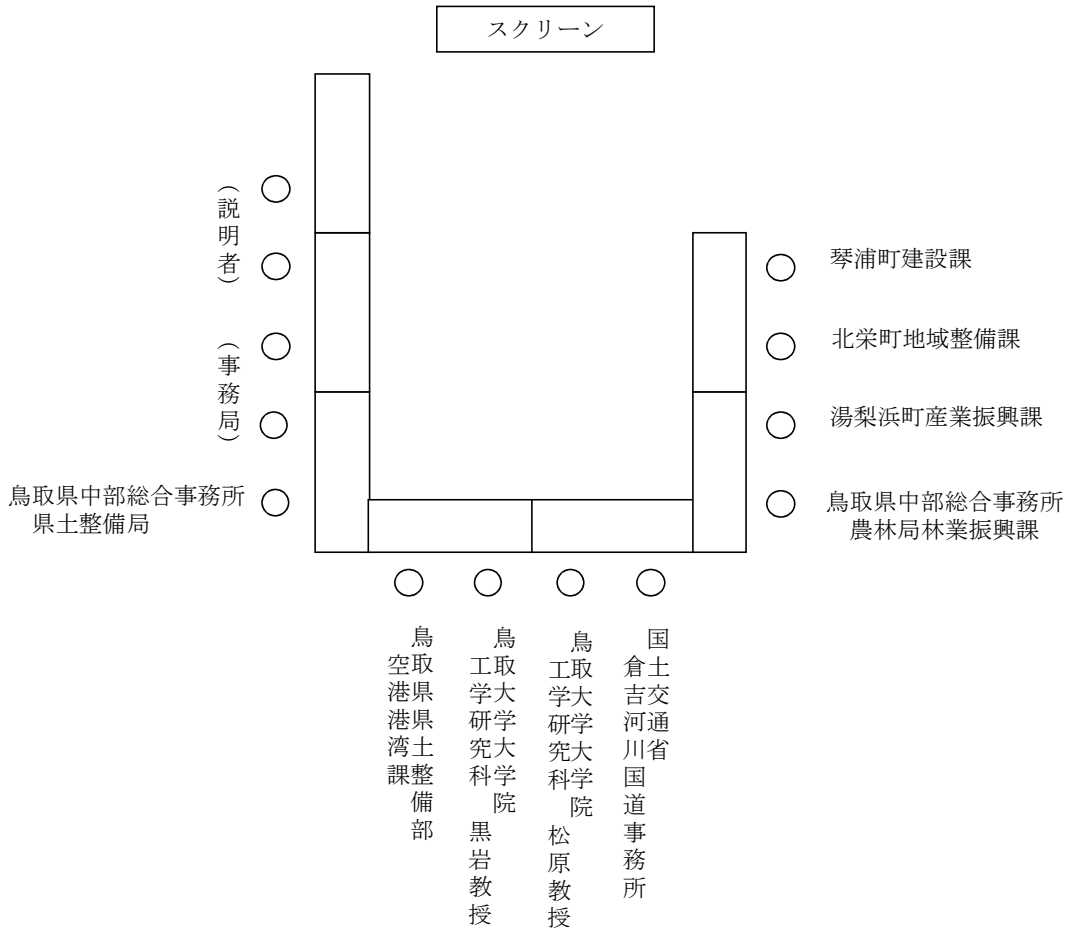 スクリーン
（説明者）
（事務局）
鳥取県中部総合事務所
県土整備局
琴浦町建設課
北栄町地域整備課
湯梨浜町産業振興課
鳥取県中部総合事務所
農林局林業振興課
鳥取県県土整備部
空港港湾課
鳥取大学大学院
工学研究科　黒岩教授
鳥取大学大学院
工学研究科　松原教授
国土交通省
倉吉河川国道事務所